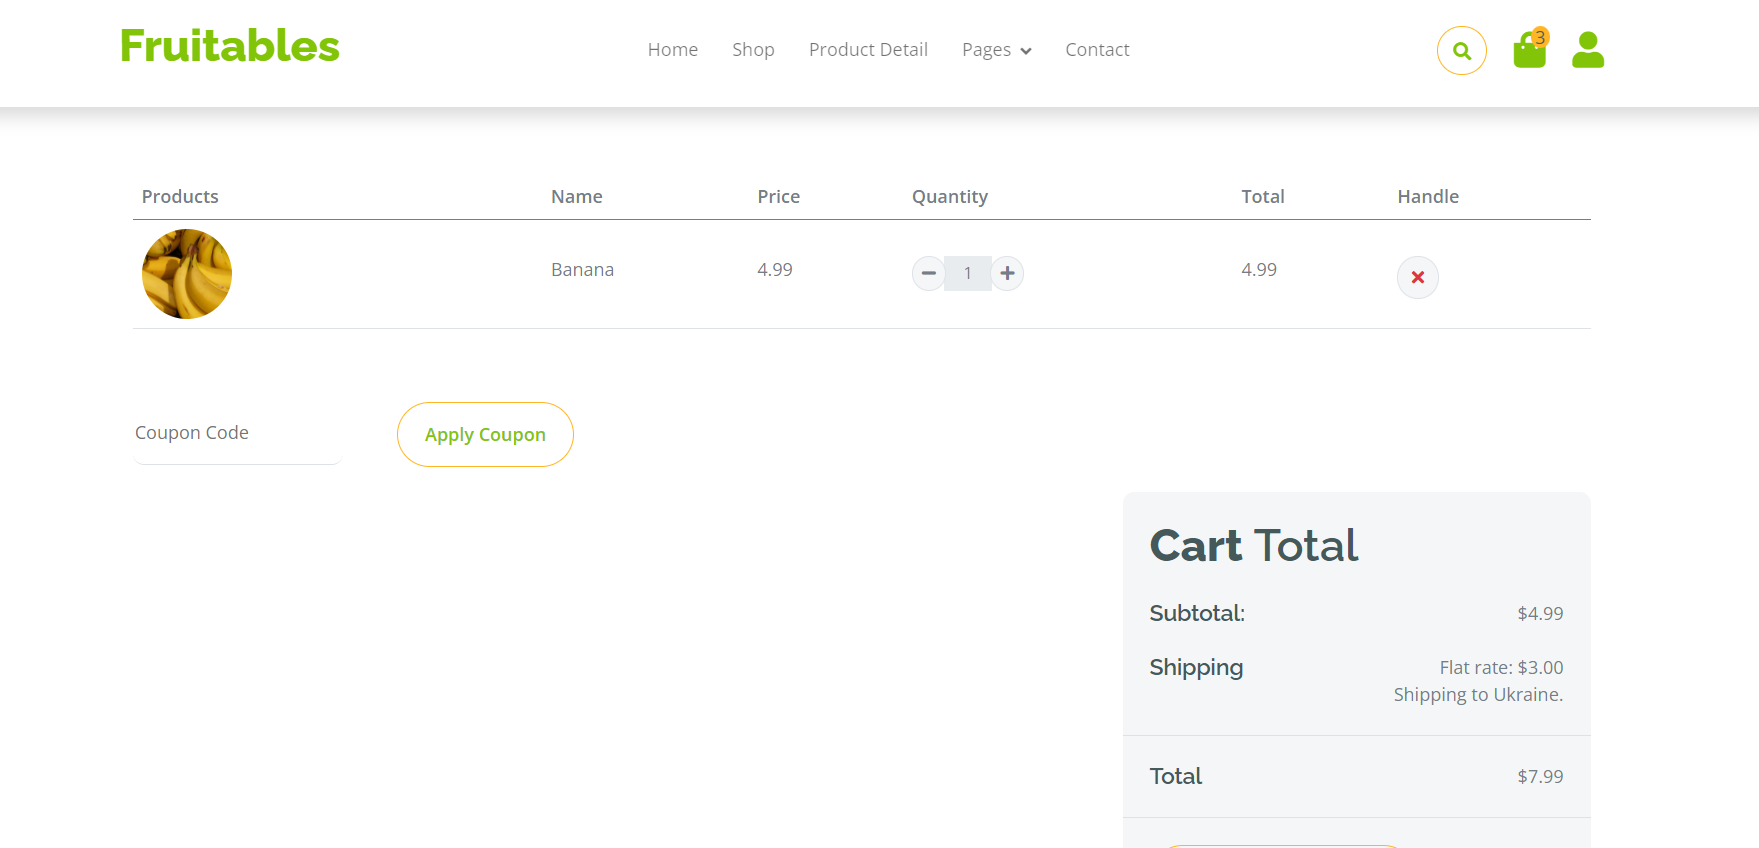 Fruitables
Home Shop Product Detail Pages Contact
3
Products Name Price Quantity Total Handle
Banana 4.99 1 4.99
Coupon Code
Apply Coupon
Cart Total
Subtotal: $4.99
Shipping Flat rate: $3.00
Shipping to Ukraine.
Total $7.99